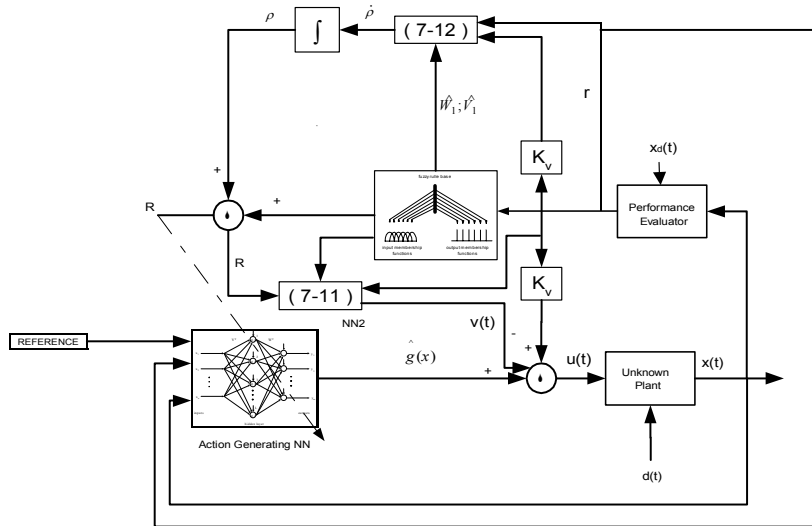 ρ
∫
ρ̇
( 7-12 )
r
Ŵ₁;V̂₁
K_v
x_d(t)
fuzzy rule base
input membership
functions
output membership
functions
Performance
Evaluator
+
+
R
R
( 7-11 )
NN2
K_v
v(t)
-
+
REFERENCE
ĝ(x)
+
u(t)
Unknown
Plant
x(t)
Action Generating NN
d(t)